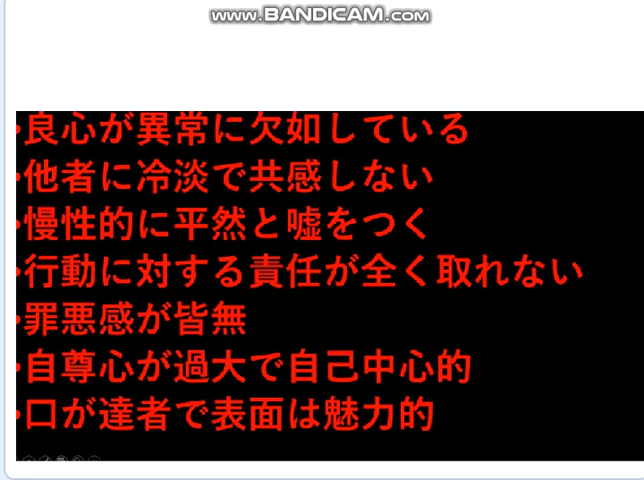 www.BANDICAM.com
・良心が異常に欠如している
・他者に冷淡で共感しない
・慢性的に平然と嘘をつく
・行動に対する責任が全く取れない
・罪悪感が皆無
・自尊心が過大で自己中心的
・口が達者で表面は魅力的